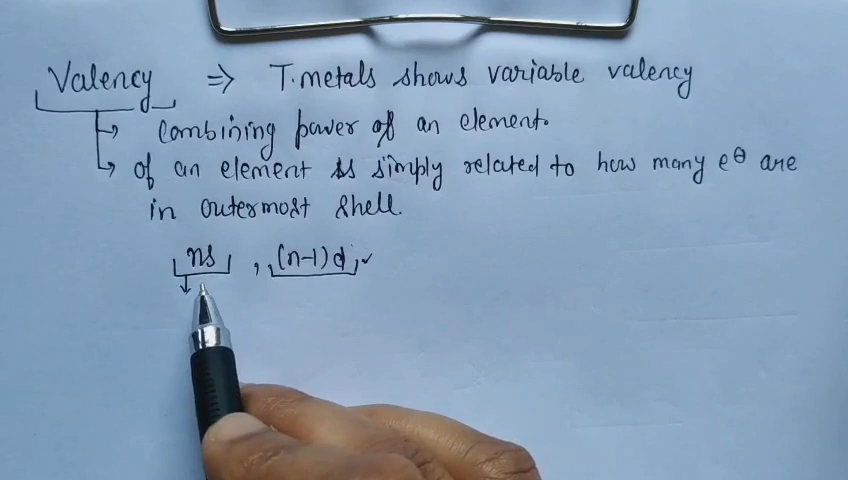 Valency ⇒ T.metals shows variable valency
↳ Combining power of an element.
↳ of an element is simply related to how many e⊖ are
in outermost shell.
ns , (n-1)d ✓